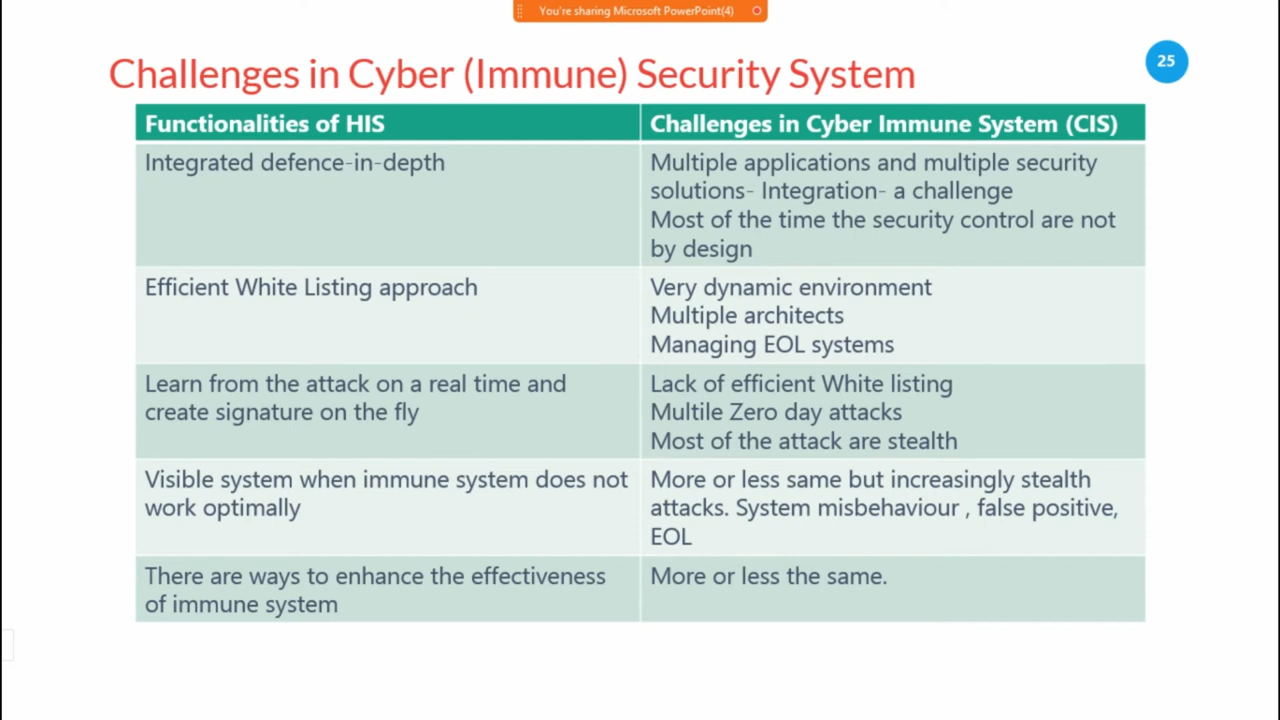 You're sharing Microsoft PowerPoint(4)
Challenges in Cyber (Immune) Security System
25
Functionalities of HIS
Challenges in Cyber Immune System (CIS)
Integrated defence-in-depth
Multiple applications and multiple security
solutions- Integration- a challenge
Most of the time the security control are not
by design
Efficient White Listing approach
Very dynamic environment
Multiple architects
Managing EOL systems
Learn from the attack on a real time and
create signature on the fly
Lack of efficient White listing
Multile Zero day attacks
Most of the attack are stealth
Visible system when immune system does not
work optimally
More or less same but increasingly stealth
attacks. System misbehaviour , false positive,
EOL
There are ways to enhance the effectiveness
of immune system
More or less the same.